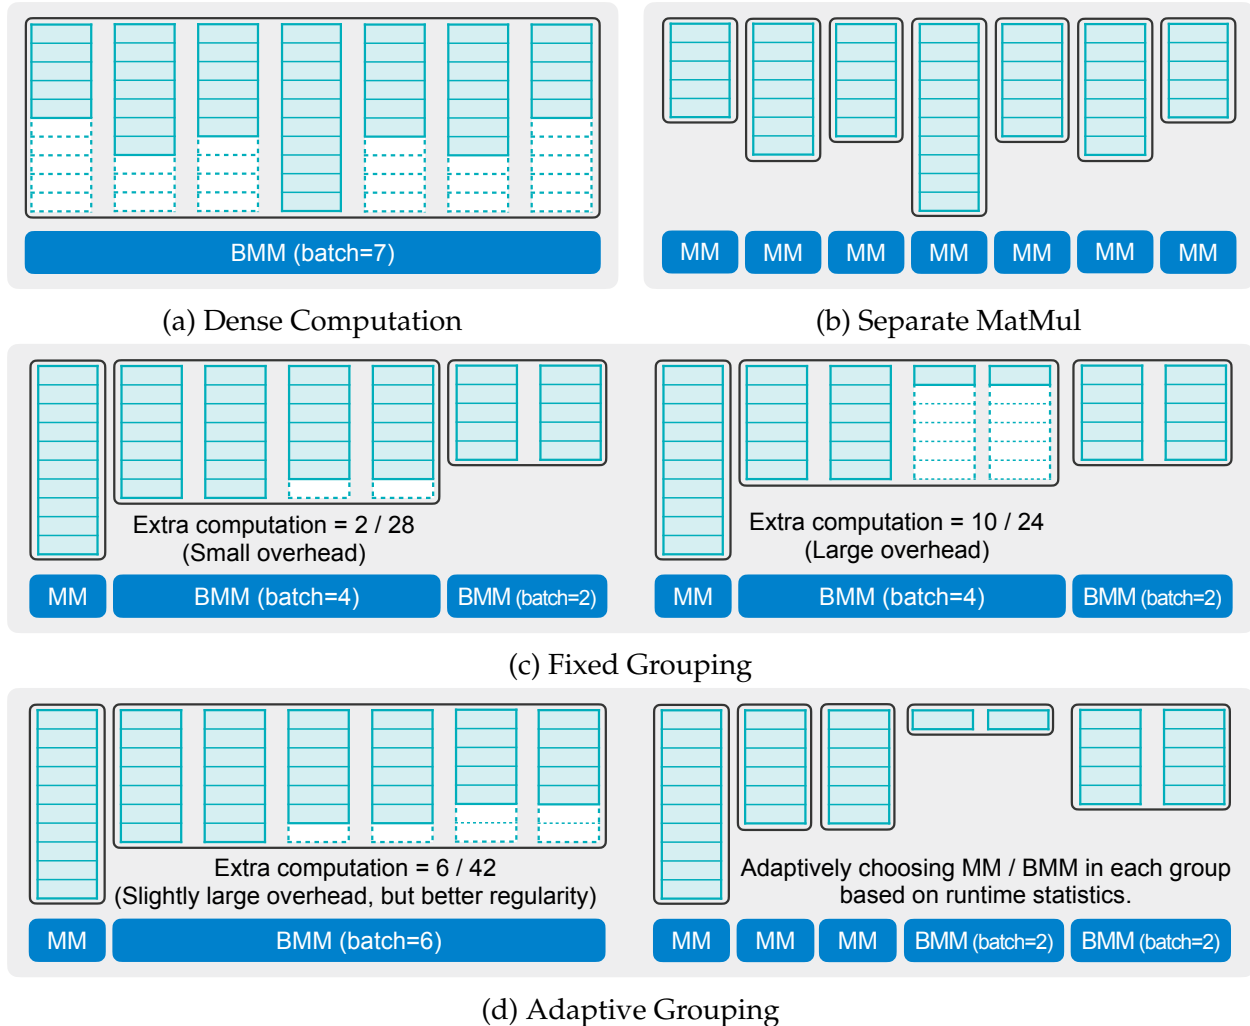 BMM (batch=7)
MM MM MM MM MM MM MM
(a) Dense Computation
(b) Separate MatMul
Extra computation = 2 / 28
(Small overhead)
MM BMM (batch=4) BMM (batch=2)
Extra computation = 10 / 24
(Large overhead)
MM BMM (batch=4) BMM (batch=2)
(c) Fixed Grouping
Extra computation = 6 / 42
(Slightly large overhead, but better regularity)
MM BMM (batch=6)
Adaptively choosing MM / BMM in each group
based on runtime statistics.
MM MM MM BMM (batch=2) BMM (batch=2)
(d) Adaptive Grouping